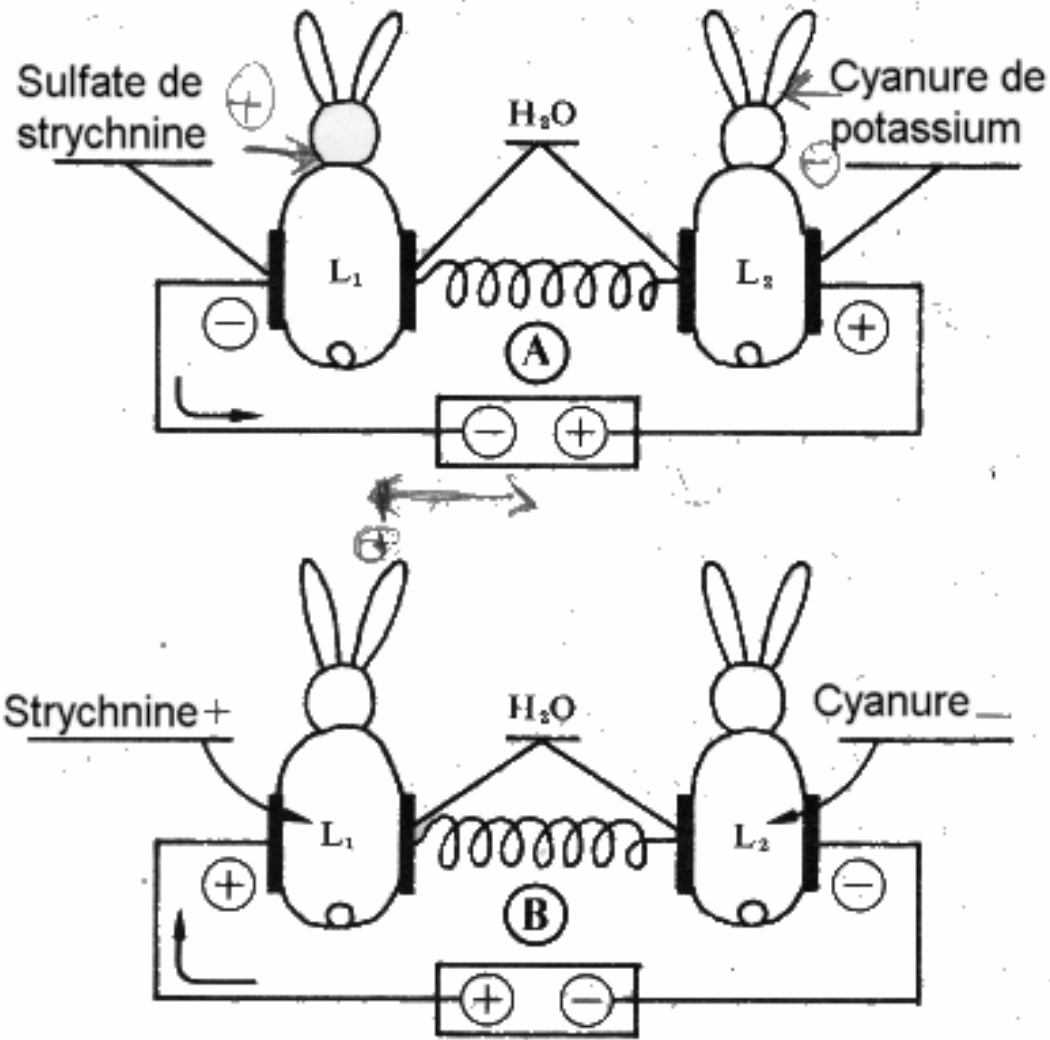 Sulfate de
strychnine
+
H₂O
Cyanure de
potassium
−
L₁
L₂
−
A
+
− +
+
Strychnine +
H₂O
Cyanure −
L₁
L₂
+
B
−
+ −